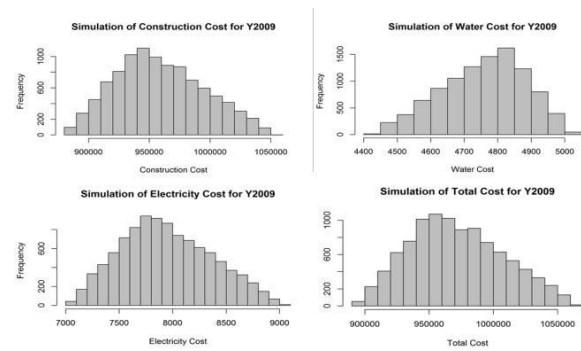 Simulation of Construction Cost for Y2009
Frequency
0 200 600 1000
900000 950000 1000000 1050000
Construction Cost
Simulation of Water Cost for Y2009
Frequency
0 500 1000 1500
4400 4500 4600 4700 4800 4900 5000
Water Cost
Simulation of Electricity Cost for Y2009
Frequency
0 200 600
7000 7500 8000 8500 9000
Electricity Cost
Simulation of Total Cost for Y2009
Frequency
0 200 600 1000
900000 950000 1000000 1050000
Total Cost